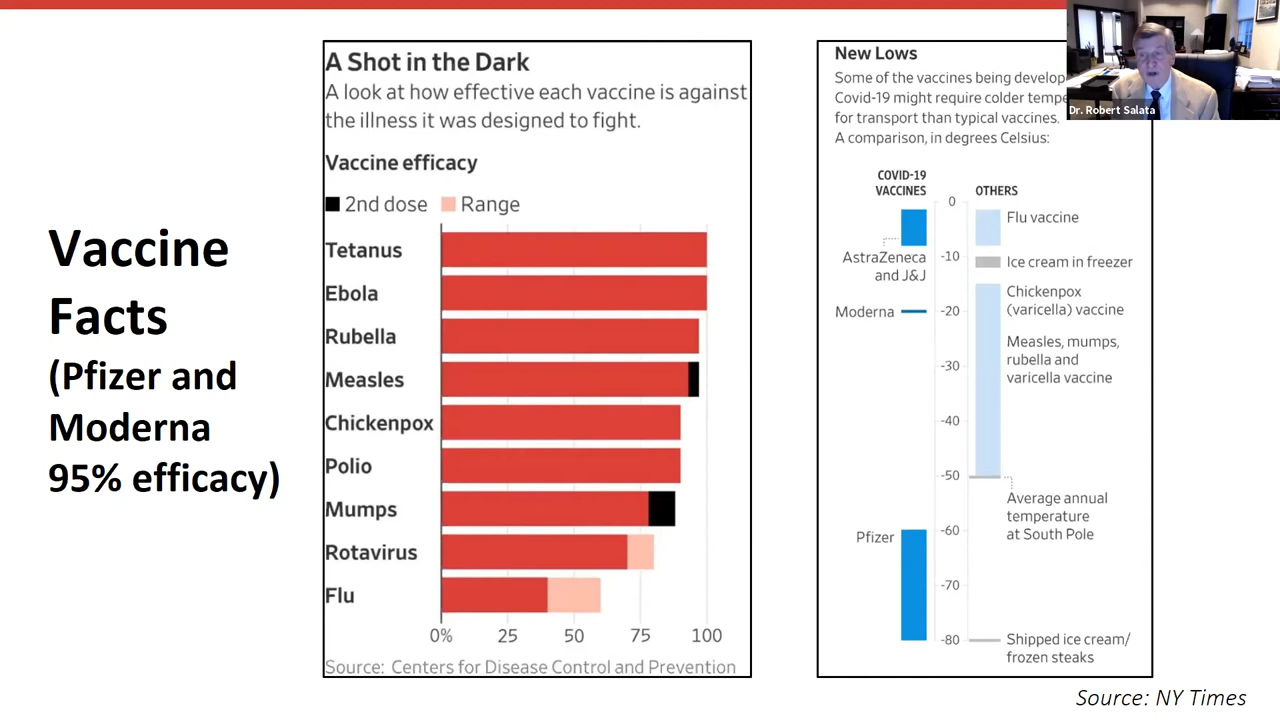 Vaccine
Facts
(Pfizer and
Moderna
95% efficacy)
A Shot in the Dark
A look at how effective each vaccine is against
the illness it was designed to fight.
Vaccine efficacy
2nd dose Range
Tetanus
Ebola
Rubella
Measles
Chickenpox
Polio
Mumps
Rotavirus
Flu
0% 25 50 75 100
Source: Centers for Disease Control and Prevention
New Lows
Some of the vaccines being develop
Covid-19 might require colder tempe
for transport than typical vaccines.
A comparison, in degrees Celsius:
COVID-19
VACCINES
OTHERS
0
Flu vaccine
-10
AstraZeneca
and J&J
Ice cream in freezer
Chickenpox
(varicella) vaccine
Moderna
-20
Measles, mumps,
rubella and
varicella vaccine
-30
-40
-50
Average annual
temperature
at South Pole
Pfizer
-60
-70
-80
Shipped ice cream/
frozen steaks
Dr. Robert Salata
Source: NY Times